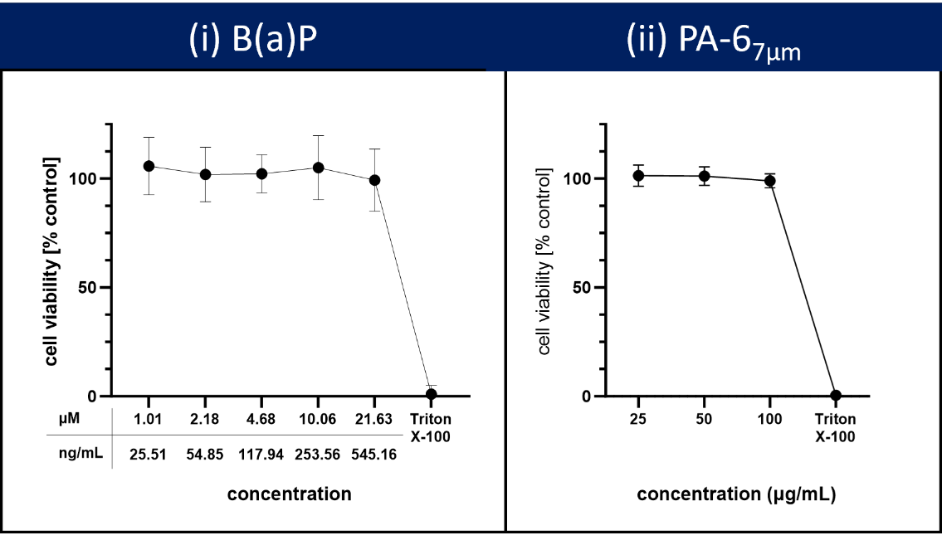 (i) B(a)P
(ii) PA-6₇µm
cell viability [% control]
100
50
0
µM 1.01 2.18 4.68 10.06 21.63 Triton X-100
ng/mL 25.51 54.85 117.94 253.56 545.16
concentration
cell viability [% control]
100
50
0
25 50 100 Triton X-100
concentration (µg/mL)